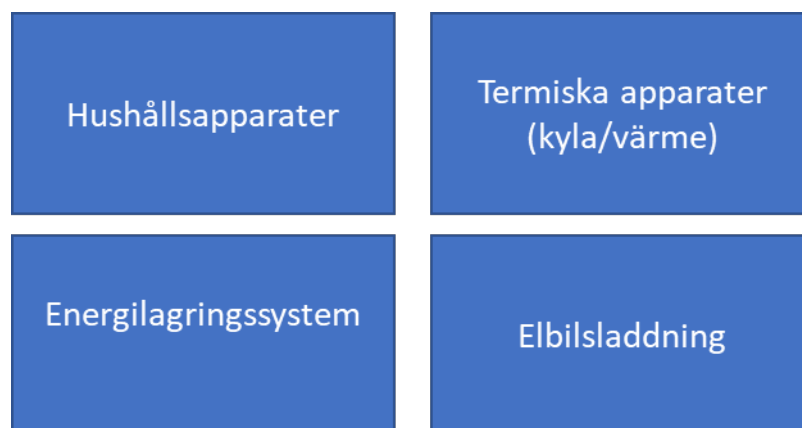 Hushållsapparater
Termiska apparater
(kyla/värme)
Energilagringssystem
Elbilsladdning